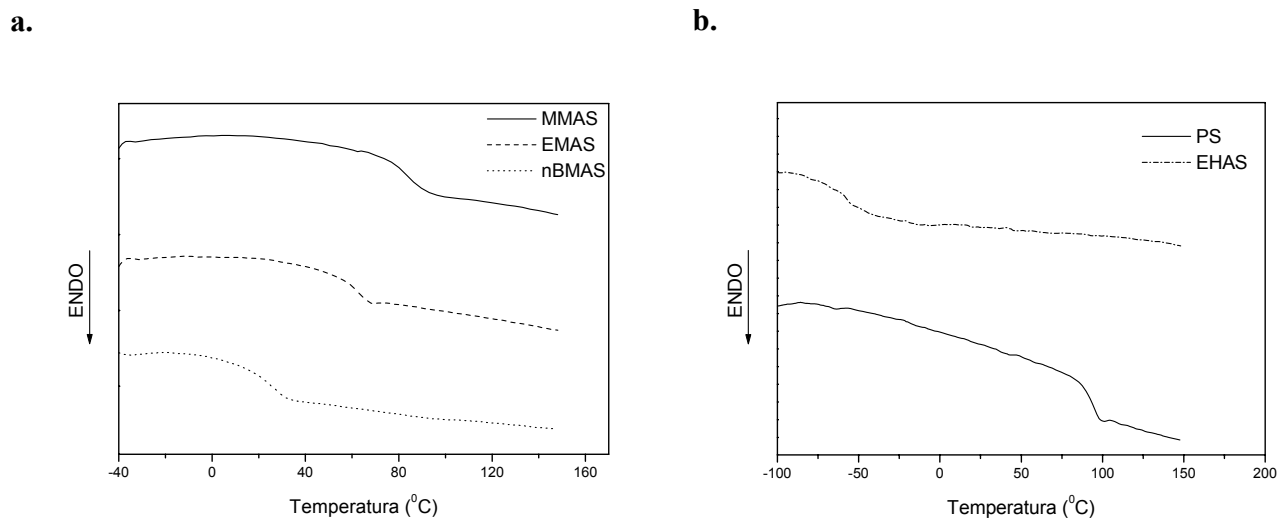 a.
MMAS
EMAS
nBMAS
ENDO
-40 0 40 80 120 160
Temperatura (⁰C)
b.
PS
EHAS
ENDO
-100 -50 0 50 100 150 200
Temperatura (⁰C)